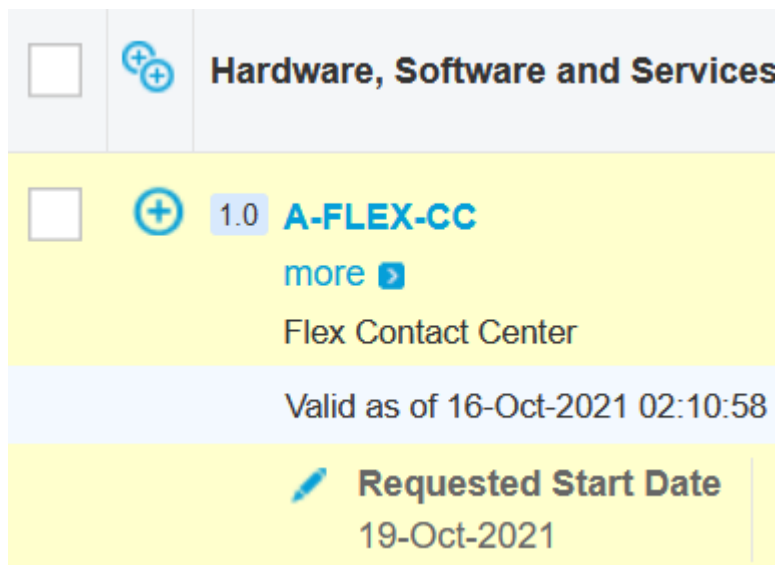 Hardware, Software and Services
1.0 A-FLEX-CC
more
Flex Contact Center
Valid as of 16-Oct-2021 02:10:58
Requested Start Date
19-Oct-2021